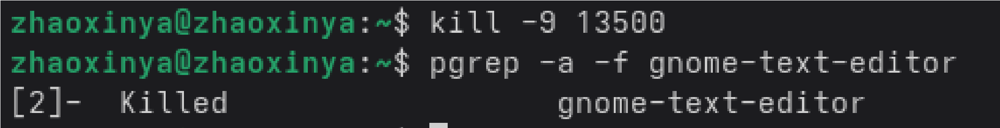 zhaoxinya@zhaoxinya:~$ kill -9 13500
zhaoxinya@zhaoxinya:~$ pgrep -a -f gnome-text-editor
[2]-  Killed                  gnome-text-editor